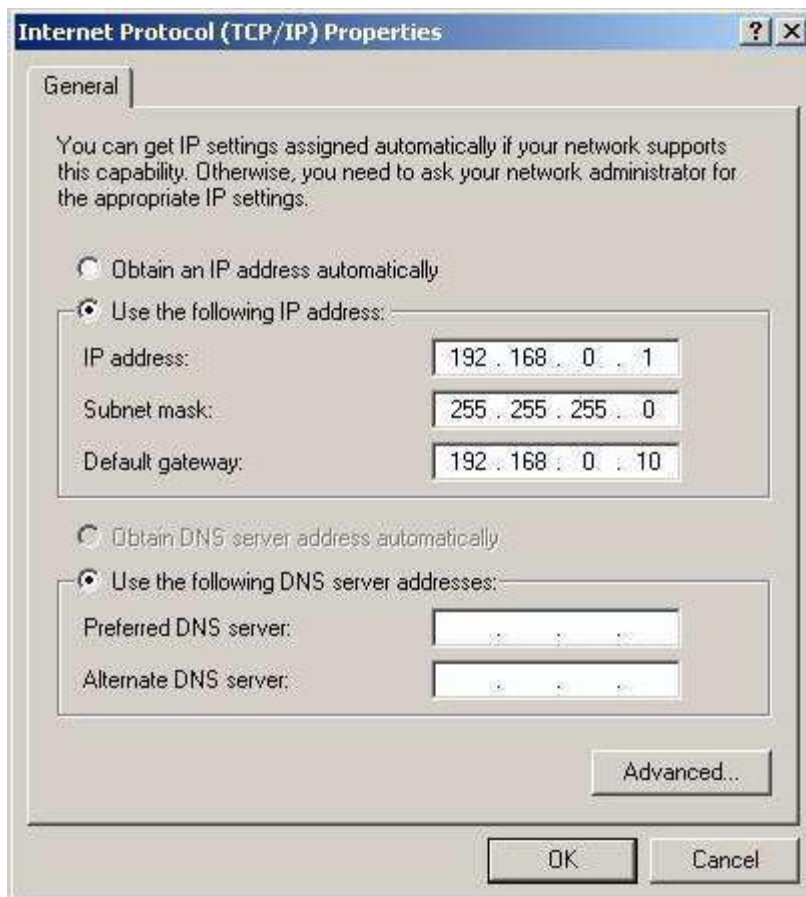 Internet Protocol (TCP/IP) Properties
General
You can get IP settings assigned automatically if your network supports
this capability. Otherwise, you need to ask your network administrator for
the appropriate IP settings.
Obtain an IP address automatically
Use the following IP address:
IP address: 192 . 168 . 0 . 1
Subnet mask: 255 . 255 . 255 . 0
Default gateway: 192 . 168 . 0 . 10
Obtain DNS server address automatically
Use the following DNS server addresses:
Preferred DNS server: . . .
Alternate DNS server: . . .
Advanced...
OK Cancel